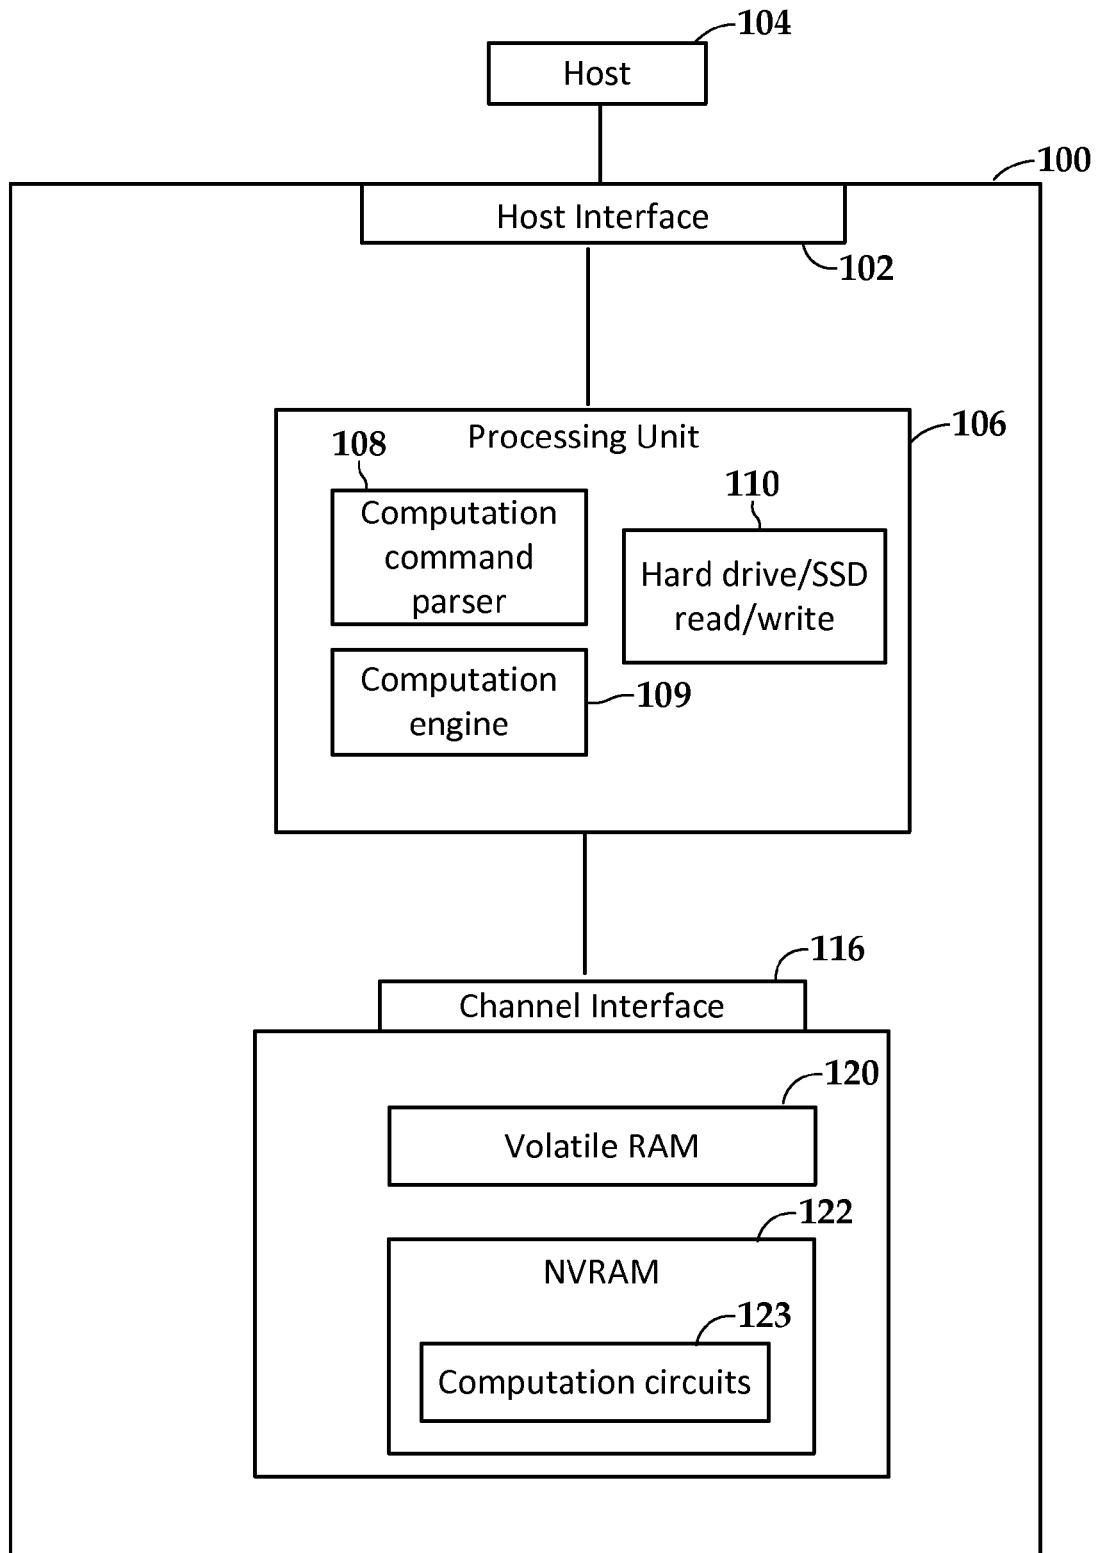 104
Host
100
Host Interface
102
Processing Unit
106
108
Computation
command
parser
110
Hard drive/SSD
read/write
Computation
engine
109
116
Channel Interface
120
Volatile RAM
122
NVRAM
123
Computation circuits